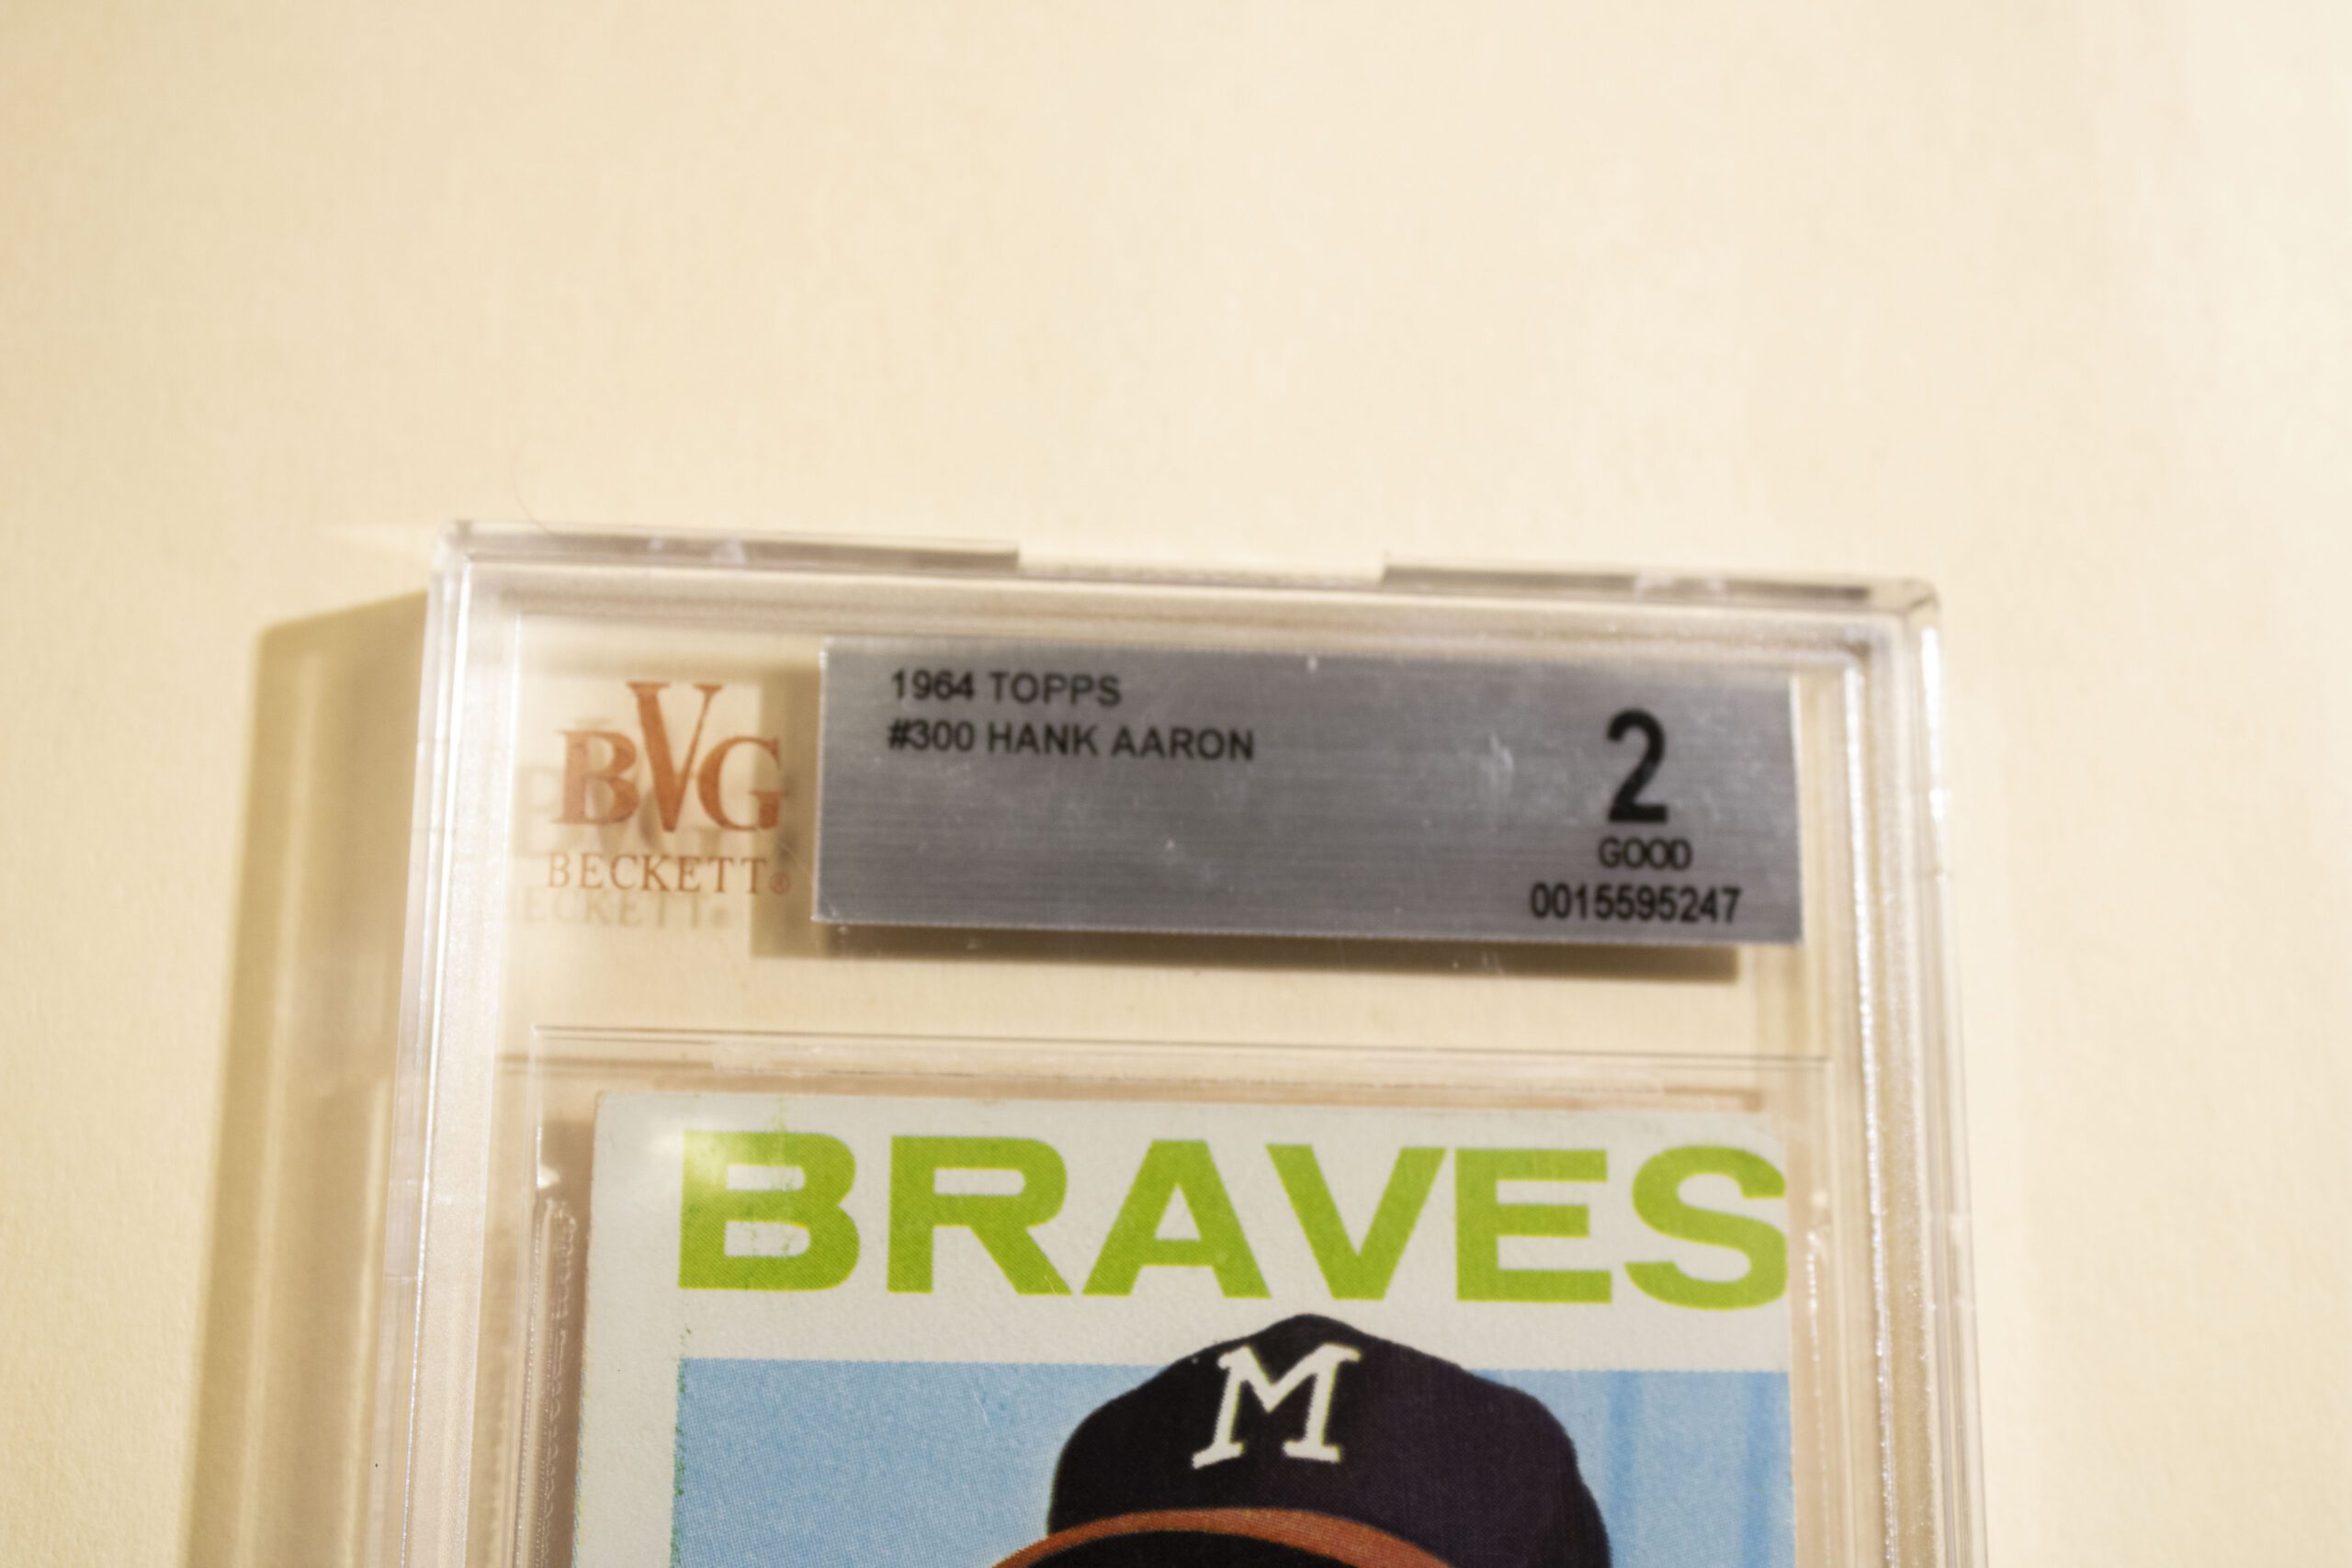 BVG
BECKETT®
1964 TOPPS
#300 HANK AARON
2
GOOD
0015595247
BRAVES
M